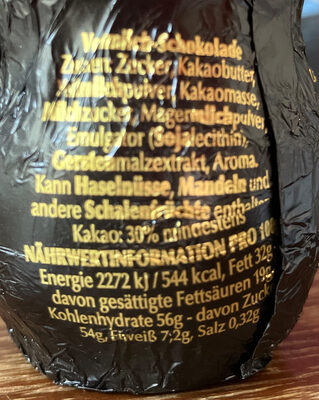 Vollmilch-Schokolade
Zutaten: Zucker, Kakaobutter,
Vollmilchpulver, Kakaomasse,
Milchzucker, Magermilchpulver,
Emulgator (Sojalecithin),
Gerstenmalzextrakt, Aroma.
Kann Haselnüsse, Mandeln und
andere Schalenfrüchte enthalten
Kakao: 30% mindestens
NÄHRWERTINFORMATION PRO 100
Energie 2272 kJ / 544 kcal, Fett 32g
davon gesättigte Fettsäuren 19g
Kohlenhydrate 56g - davon Zucker
54g, Eiweiß 7,2g, Salz 0,32g